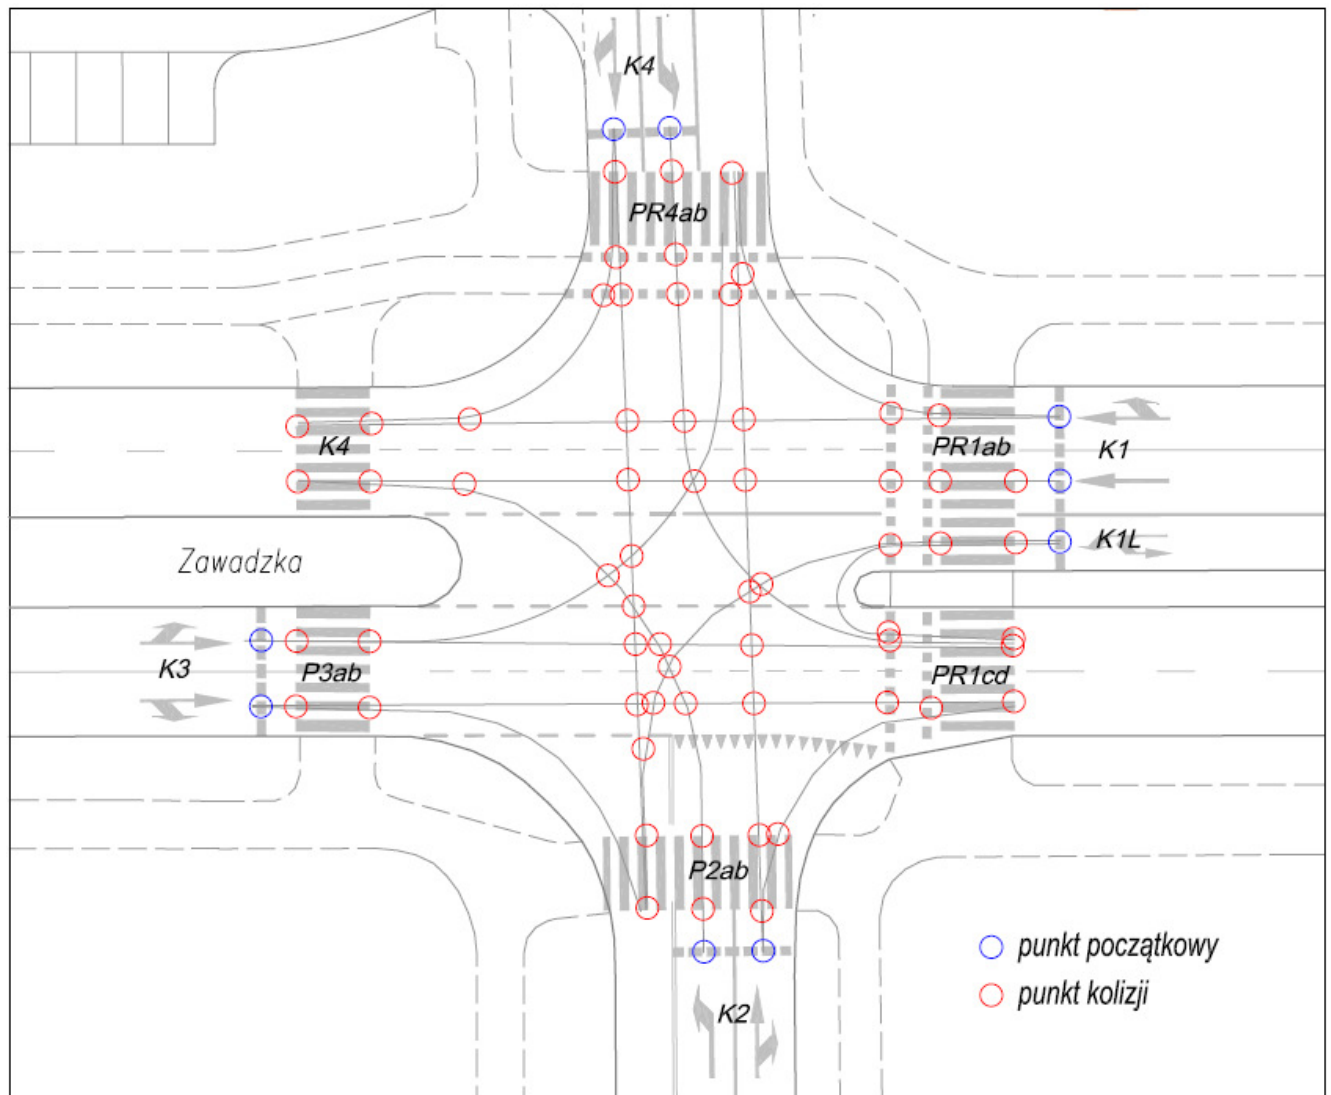 K4
PR4ab
K4
PR1ab
K1
K1L
Zawadzka
K3
P3ab
PR1cd
P2ab
K2
punkt początkowy
punkt kolizji